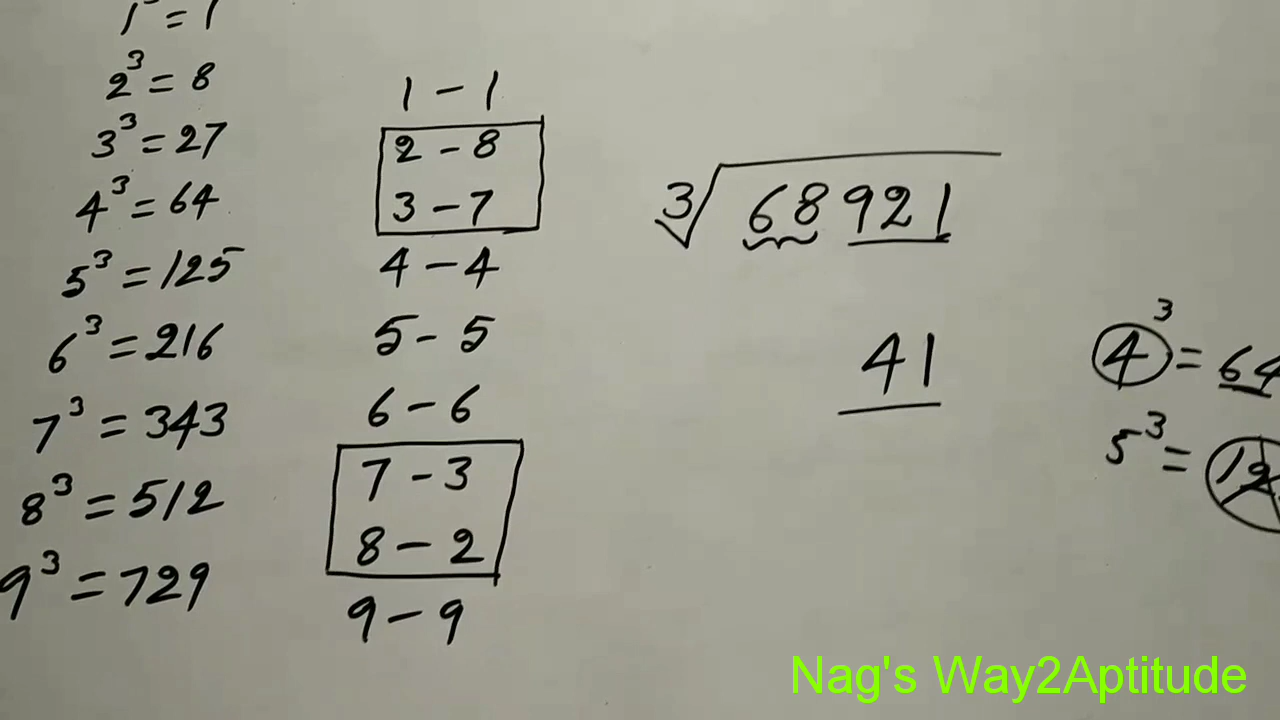 1³ = 1
2³ = 8
3³ = 27
4³ = 64
5³ = 125
6³ = 216
7³ = 343
8³ = 512
9³ = 729
1 - 1
2 - 8
3 - 7
4 - 4
5 - 5
6 - 6
7 - 3
8 - 2
9 - 9
∛68921
41
4³ = 64
5³ = 12
Nag's Way2Aptitude